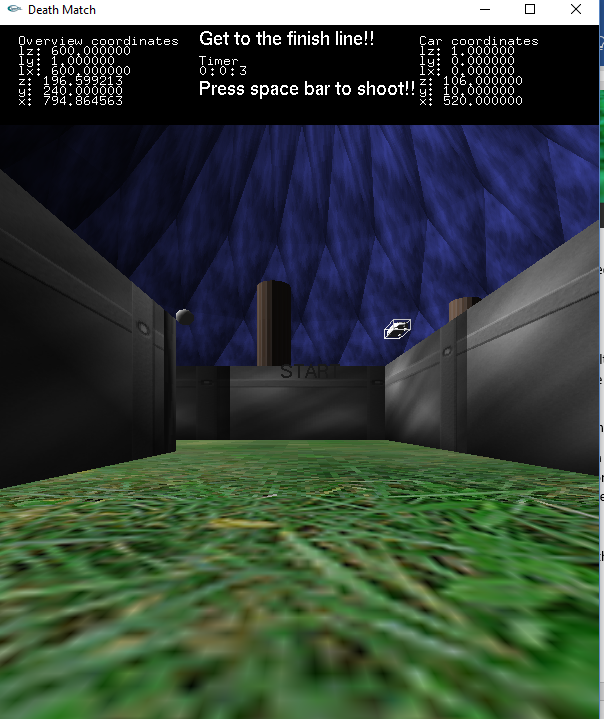 Death Match
Overview coordinates
lz: 600.000000
ly: 1.000000
lx: 600.000000
z: 196.599213
y: 240.000000
x: 794.864563
Get to the finish line!!
Timer
0:0:3
Press space bar to shoot!!
Car coordinates
lz: 1.000000
ly: 0.000000
lx: 0.000000
z: 106.000000
y: 10.000000
x: 520.000000
START